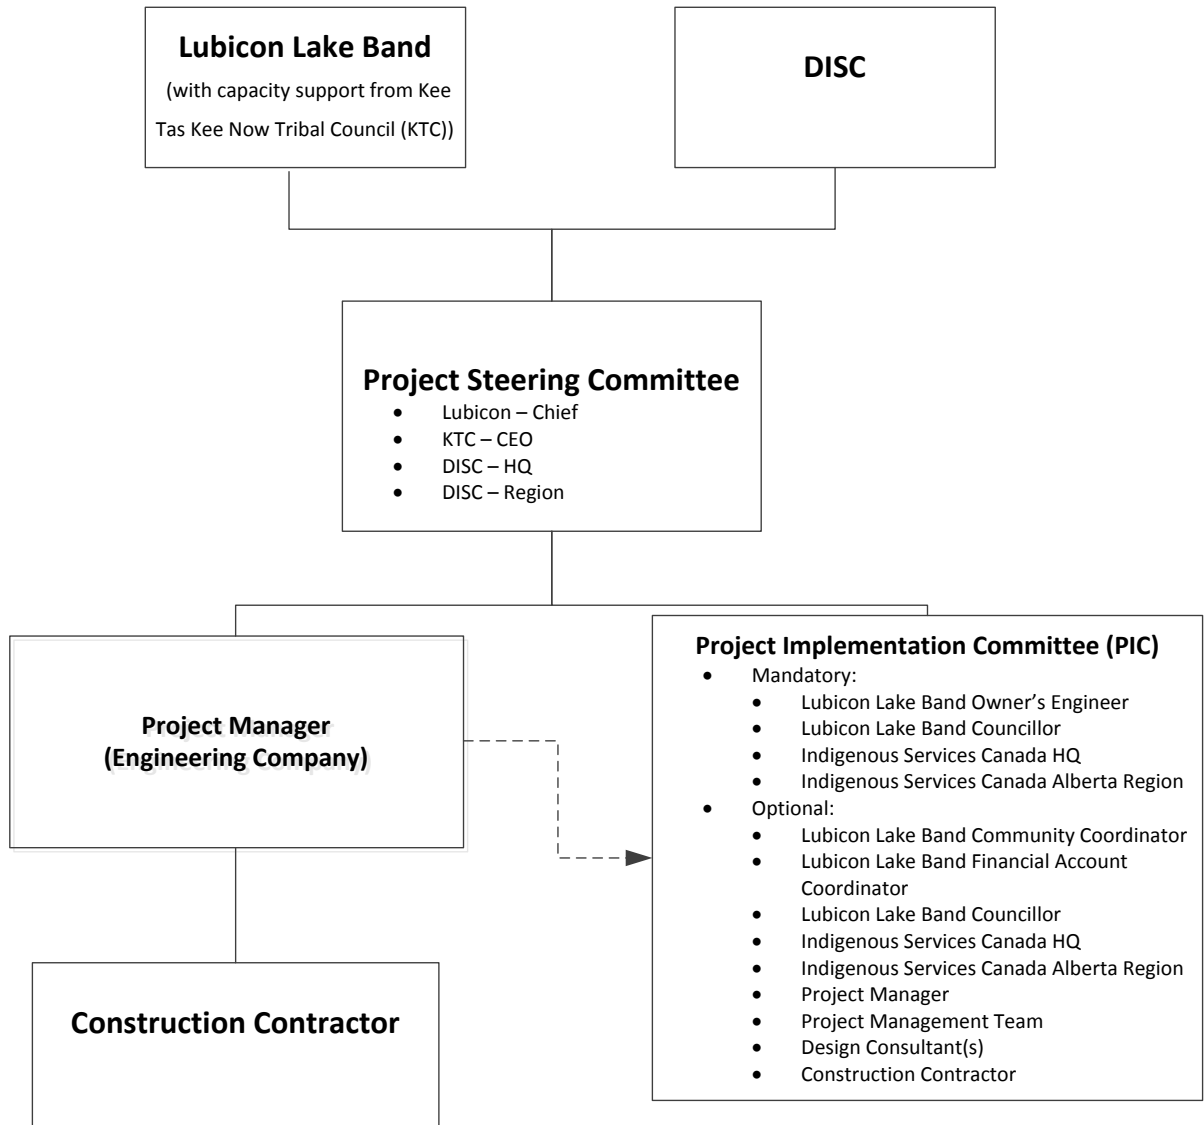 Lubicon Lake Band
(with capacity support from Kee
Tas Kee Now Tribal Council (KTC))
DISC
Project Steering Committee
• Lubicon – Chief
• KTC – CEO
• DISC – HQ
• DISC – Region
Project Manager
(Engineering Company)
Project Implementation Committee (PIC)
• Mandatory:
• Lubicon Lake Band Owner’s Engineer
• Lubicon Lake Band Councillor
• Indigenous Services Canada HQ
• Indigenous Services Canada Alberta Region
• Optional:
• Lubicon Lake Band Community Coordinator
• Lubicon Lake Band Financial Account
Coordinator
• Lubicon Lake Band Councillor
• Indigenous Services Canada HQ
• Indigenous Services Canada Alberta Region
• Project Manager
• Project Management Team
• Design Consultant(s)
• Construction Contractor
Construction Contractor